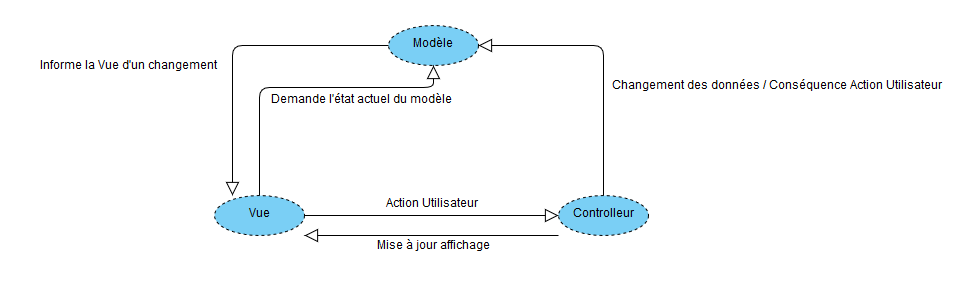 Modèle
Informe la Vue d'un changement
Changement des données / Conséquence Action Utilisateur
Demande l'état actuel du modèle
Action Utilisateur
Vue
Controlleur
Mise à jour affichage